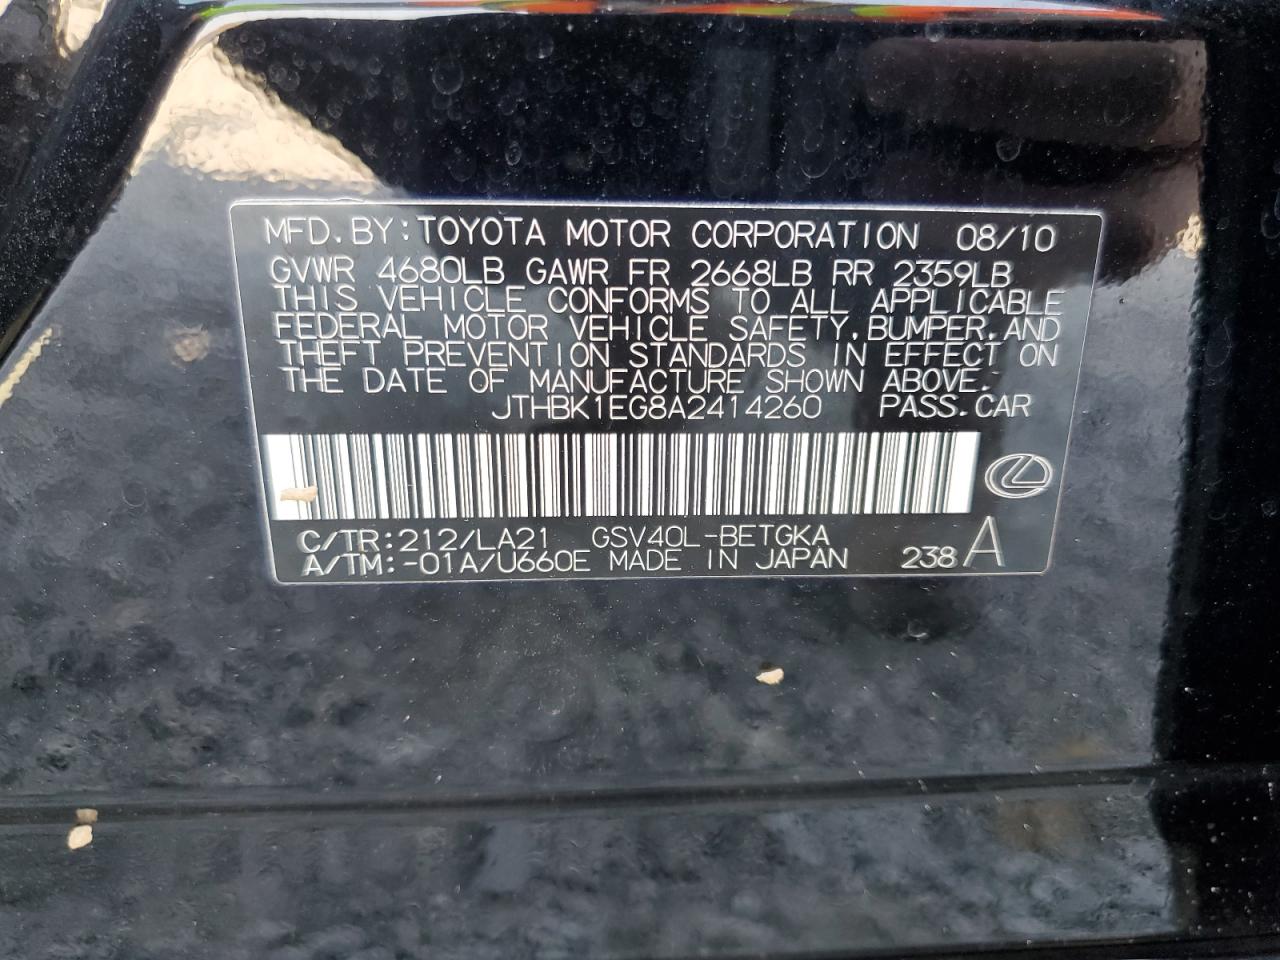 MFD. BY: TOYOTA MOTOR CORPORATION 08/10
GVWR 4680LB GAWR FR 2668LB RR 2359LB
THIS VEHICLE CONFORMS TO ALL APPLICABLE
FEDERAL MOTOR VEHICLE SAFETY, BUMPER, AND
THEFT PREVENTION STANDARDS IN EFFECT ON
THE DATE OF MANUFACTURE SHOWN ABOVE.
JTHBK1EG8A2414260 PASS. CAR
C/TR: 212/LA21 GSV40L-BETGKA
A/TM: -01A/U660E MADE IN JAPAN 238 A